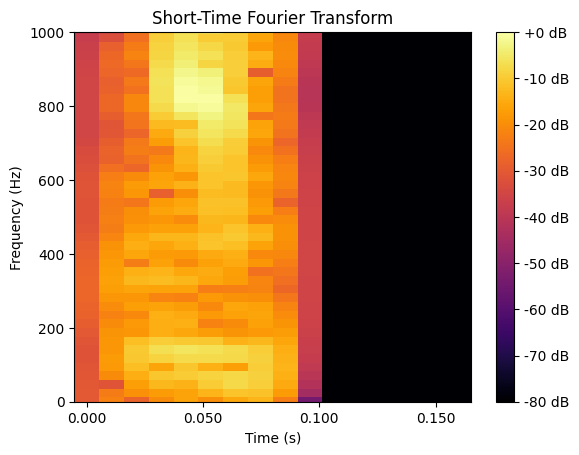 Short-Time Fourier Transform
1000
800
600
400
200
0
Frequency (Hz)
0.000
0.050
0.100
0.150
Time (s)
+0 dB
-10 dB
-20 dB
-30 dB
-40 dB
-50 dB
-60 dB
-70 dB
-80 dB